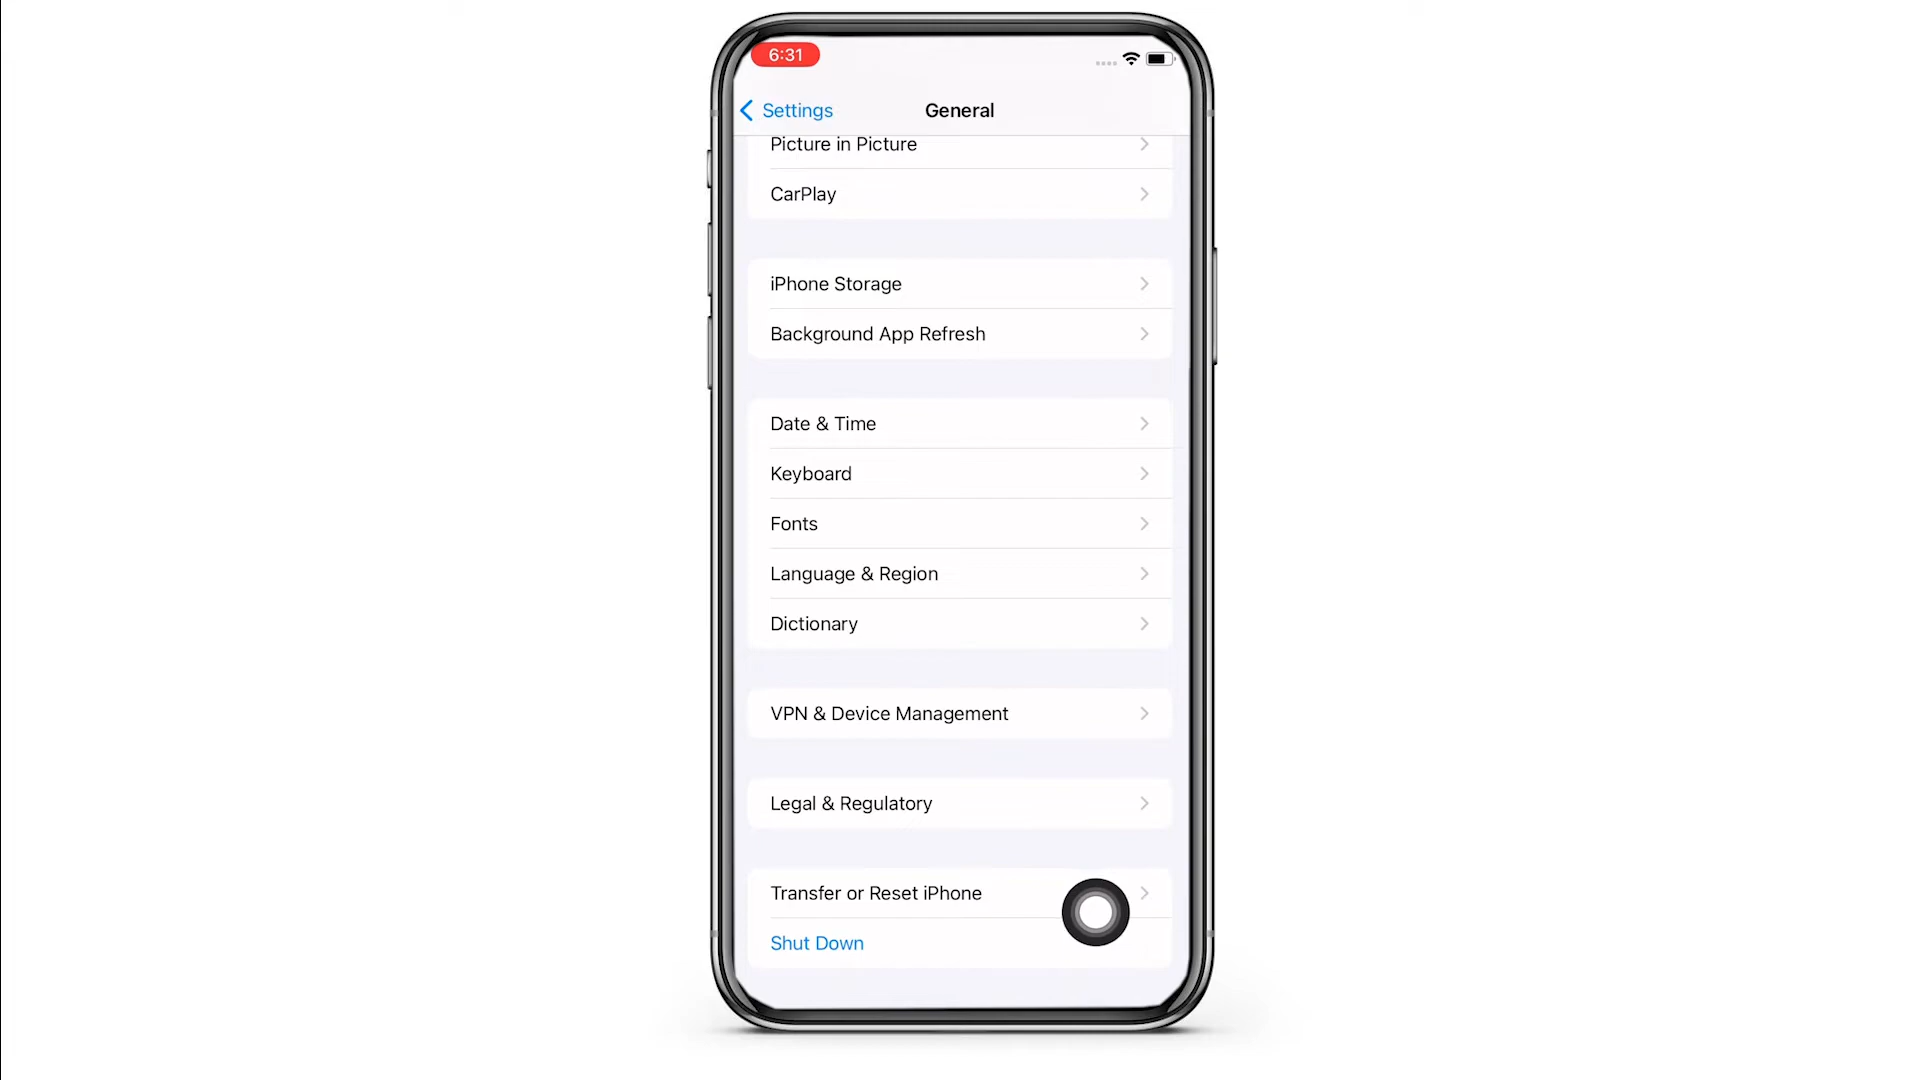 6:31
Settings
General
Picture in Picture
CarPlay
iPhone Storage
Background App Refresh
Date & Time
Keyboard
Fonts
Language & Region
Dictionary
VPN & Device Management
Legal & Regulatory
Transfer or Reset iPhone
Shut Down